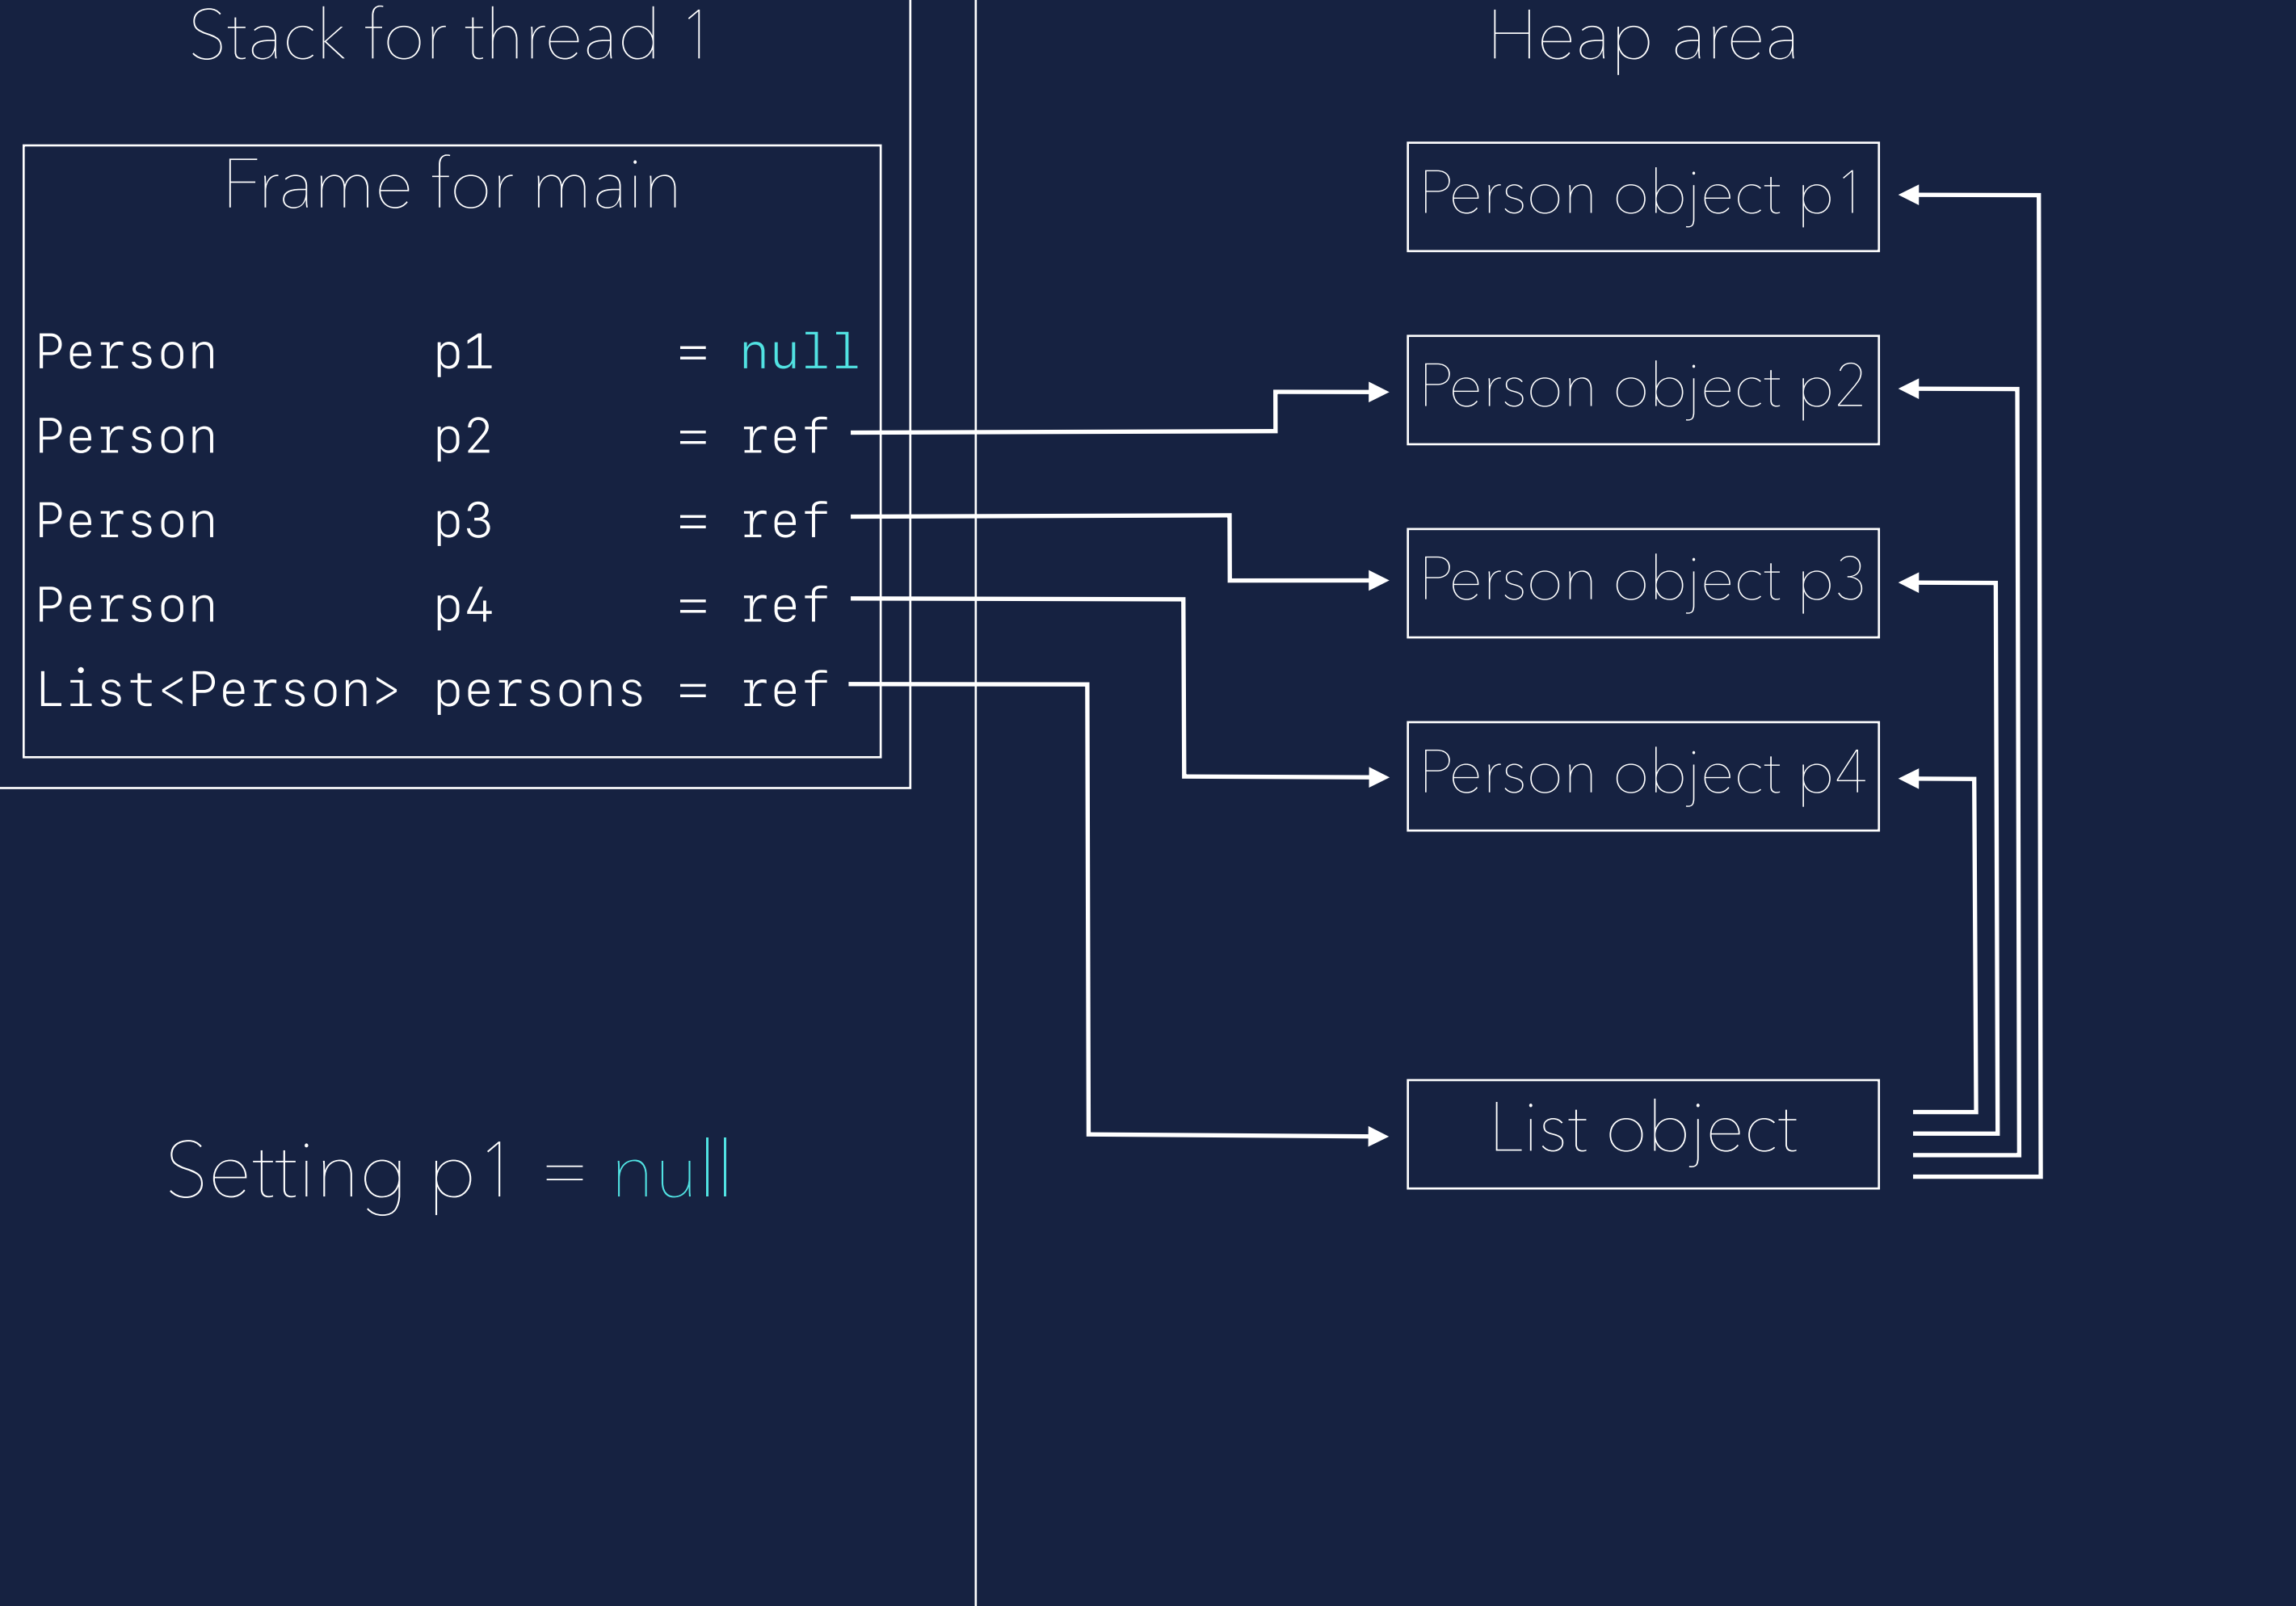 Stack for thread 1
Frame for main
Person p1 = null
Person p2 = ref
Person p3 = ref
Person p4 = ref
List<Person> persons = ref
Setting p1 = null
Heap area
Person object p1
Person object p2
Person object p3
Person object p4
List object